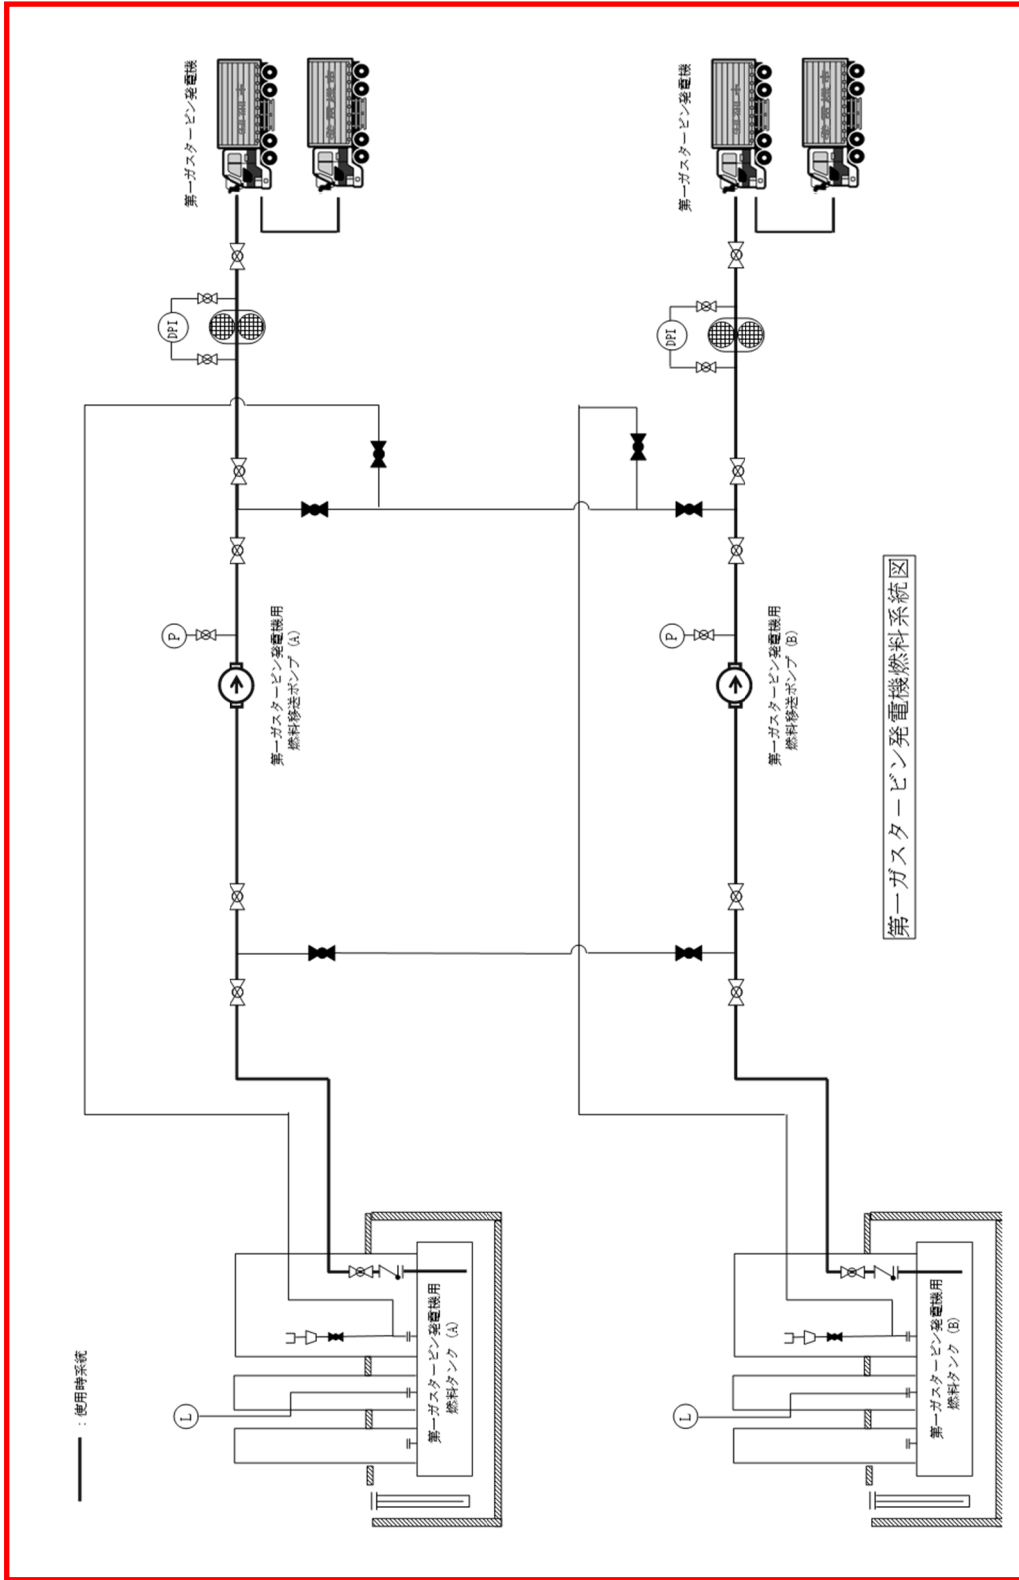 第一ガスタービン発電機
第一ガスタービン発電機
DPI
DPI
P
P
第一ガスタービン発電機用
燃料移送ポンプ (A)
第一ガスタービン発電機用
燃料移送ポンプ (B)
第一ガスタービン発電機燃料系統図
第一ガスタービン発電機用
燃料タンク (A)
第一ガスタービン発電機用
燃料タンク (B)
L
L
：使用時系統